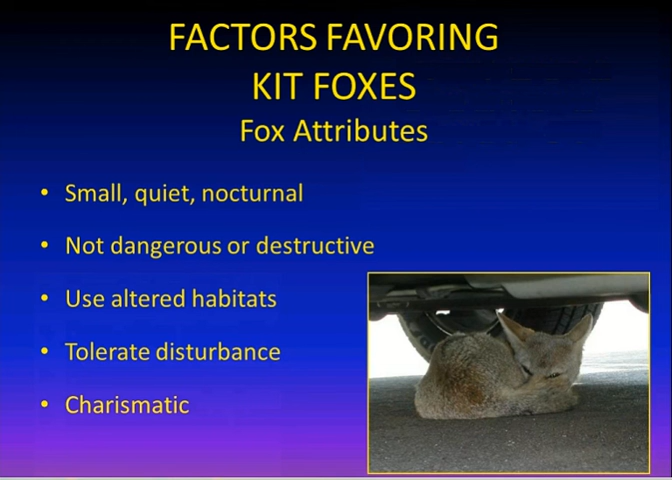 FACTORS FAVORING
KIT FOXES
Fox Attributes
• Small, quiet, nocturnal
• Not dangerous or destructive
• Use altered habitats
• Tolerate disturbance
• Charismatic